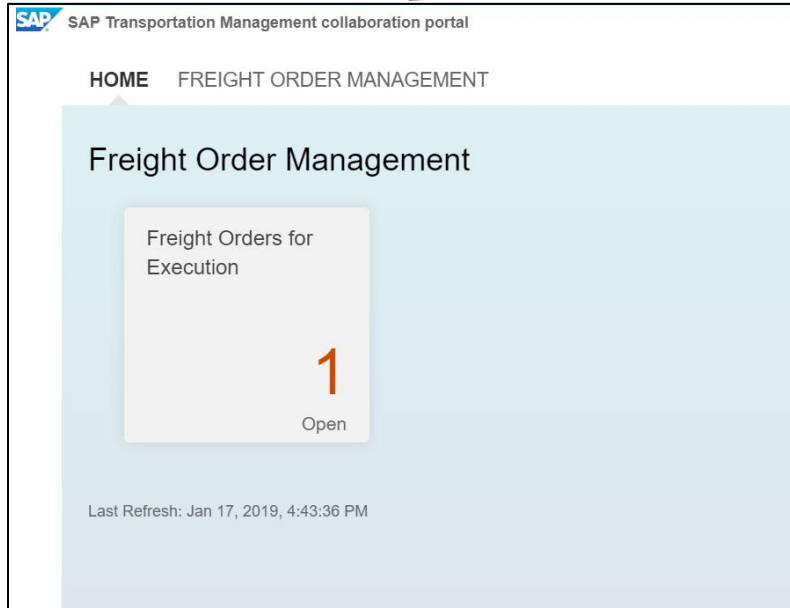 SAP SAP Transportation Management collaboration portal
HOME FREIGHT ORDER MANAGEMENT
Freight Order Management
Freight Orders for
Execution
1
Open
Last Refresh: Jan 17, 2019, 4:43:36 PM